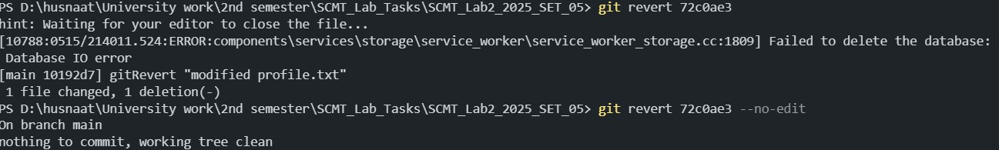 PS D:\husnaat\University work\2nd semester\SCMT_Lab_Tasks\SCMT_Lab2_2025_SET_05> git revert 72c0ae3
hint: Waiting for your editor to close the file...
[10788:0515/214011.524:ERROR:components\services\storage\service_worker\service_worker_storage.cc:1809] Failed to delete the database:
 Database IO error
[main 10192d7] gitRevert "modified profile.txt"
 1 file changed, 1 deletion(-)
PS D:\husnaat\University work\2nd semester\SCMT_Lab_Tasks\SCMT_Lab2_2025_SET_05> git revert 72c0ae3 --no-edit
On branch main
nothing to commit, working tree clean